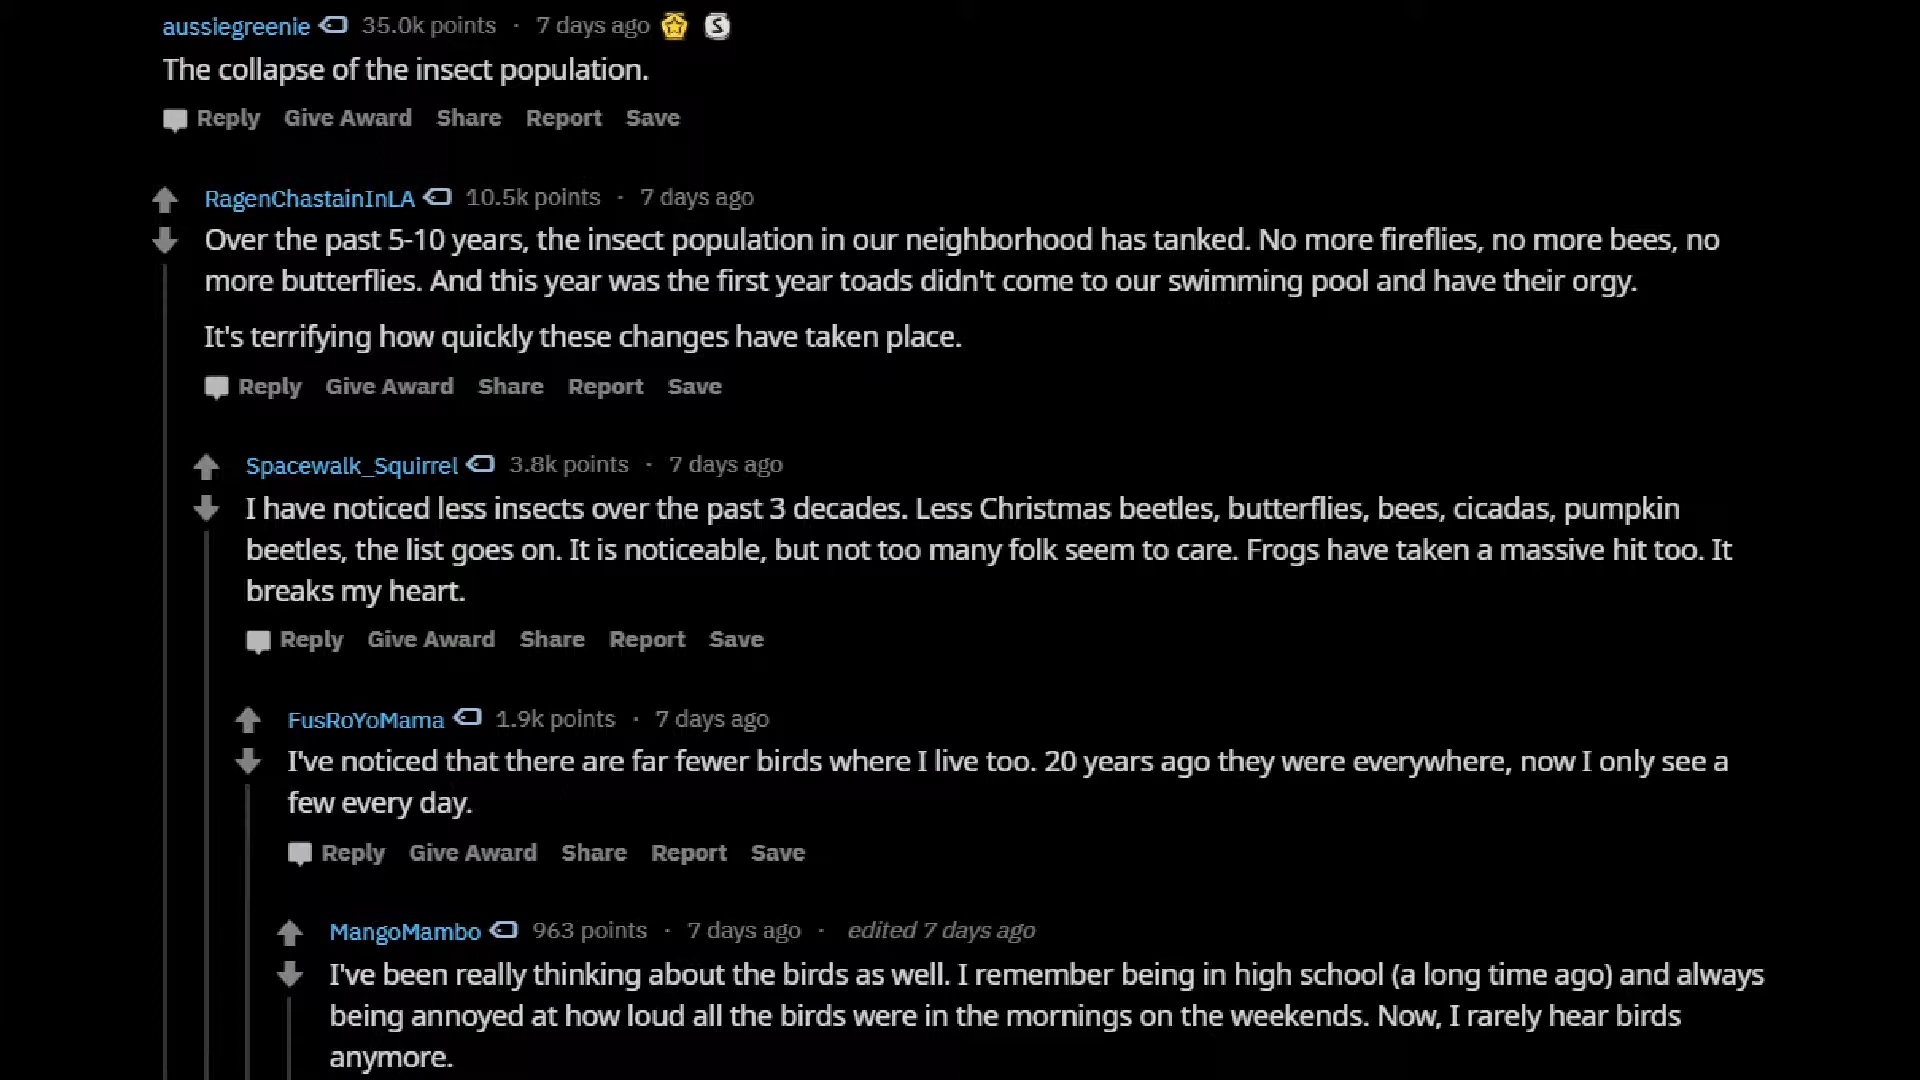 aussiegreenie 35.0k points · 7 days ago S
The collapse of the insect population.
Reply Give Award Share Report Save
RagenChastainInLA 10.5k points · 7 days ago
Over the past 5-10 years, the insect population in our neighborhood has tanked. No more fireflies, no more bees, no
more butterflies. And this year was the first year toads didn't come to our swimming pool and have their orgy.
It's terrifying how quickly these changes have taken place.
Reply Give Award Share Report Save
Spacewalk_Squirrel 3.8k points · 7 days ago
I have noticed less insects over the past 3 decades. Less Christmas beetles, butterflies, bees, cicadas, pumpkin
beetles, the list goes on. It is noticeable, but not too many folk seem to care. Frogs have taken a massive hit too. It
breaks my heart.
Reply Give Award Share Report Save
FusRoYoMama 1.9k points · 7 days ago
I've noticed that there are far fewer birds where I live too. 20 years ago they were everywhere, now I only see a
few every day.
Reply Give Award Share Report Save
MangoMambo 963 points · 7 days ago · edited 7 days ago
I've been really thinking about the birds as well. I remember being in high school (a long time ago) and always
being annoyed at how loud all the birds were in the mornings on the weekends. Now, I rarely hear birds
anymore.